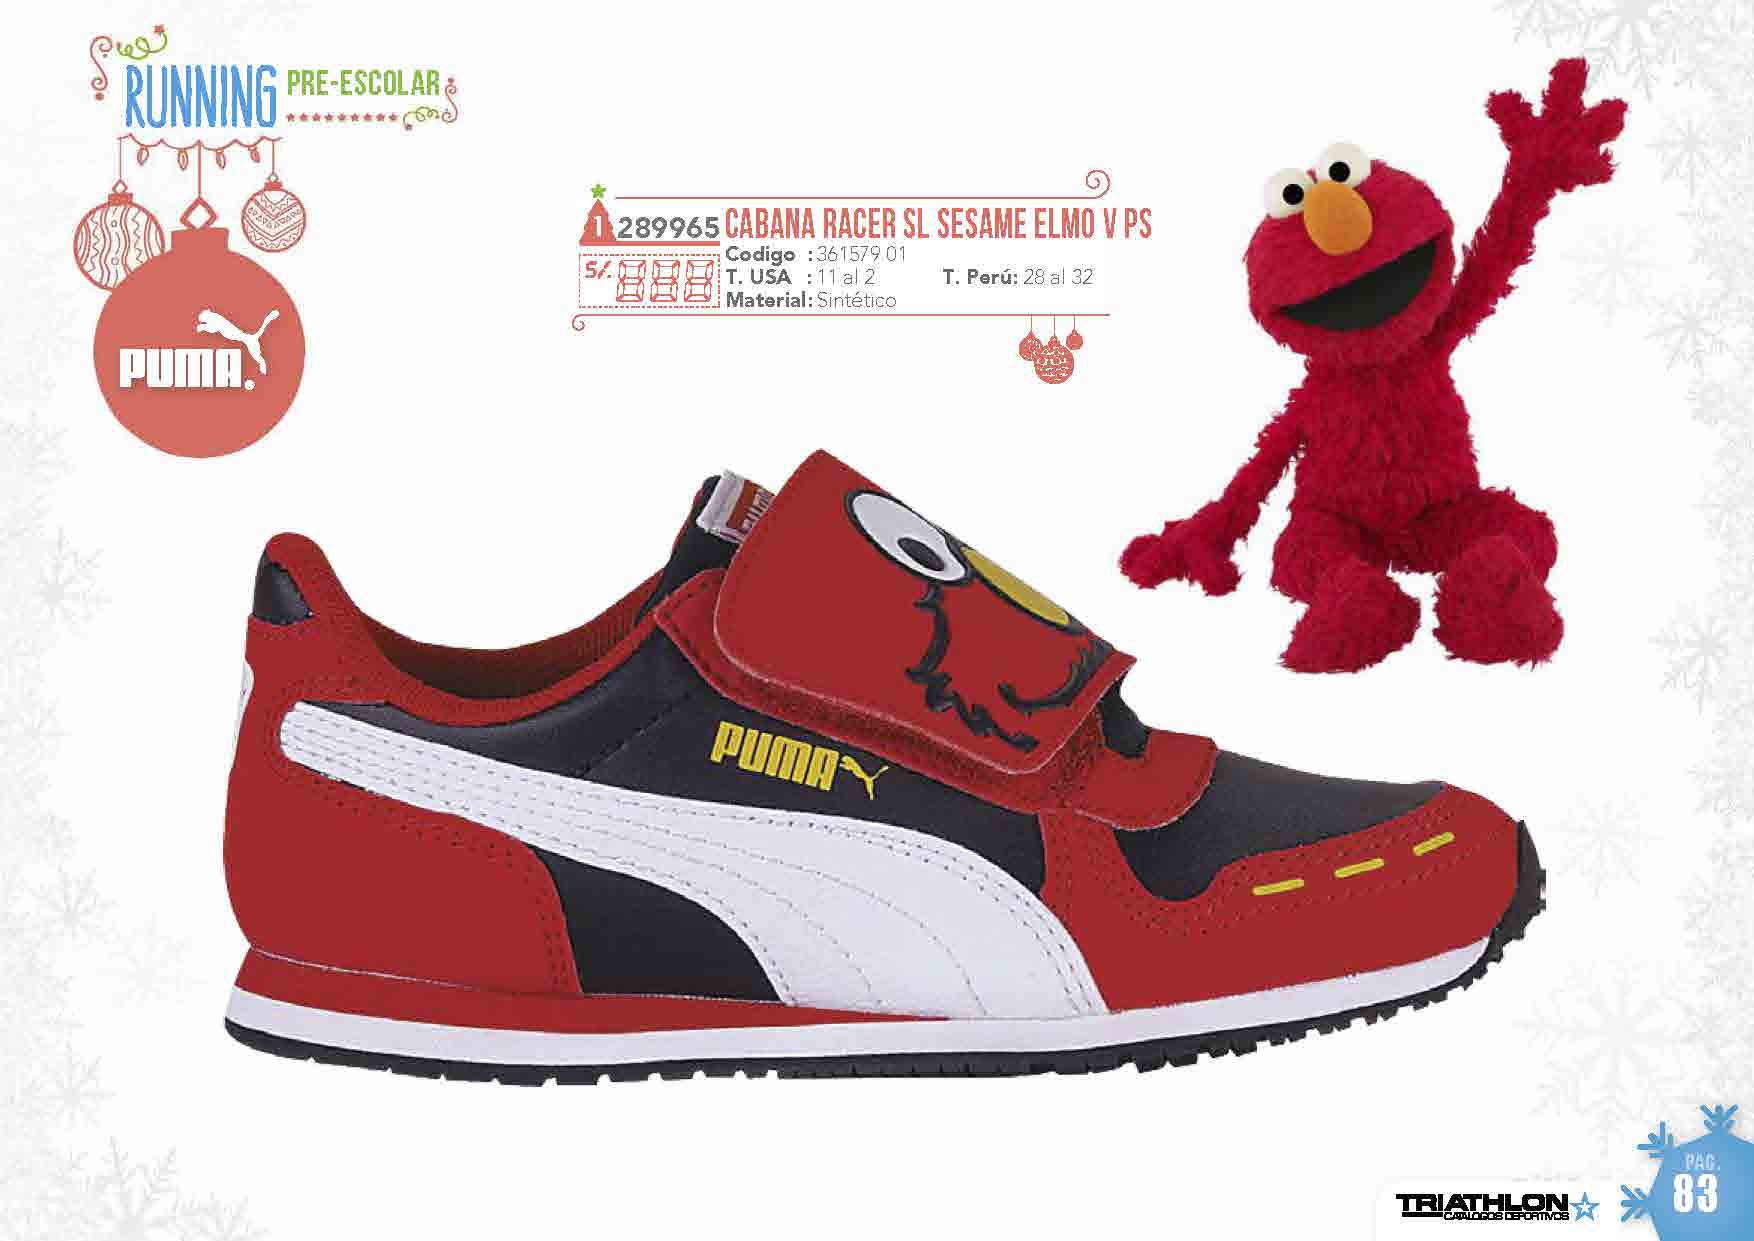 RUNNING PRE-ESCOLAR
PUMA
1 289965 CABANA RACER SL SESAME ELMO V PS
Codigo : 361579 01
S/. 888 T. USA : 11 al 2 T. Perú: 28 al 32
Material: Sintético
PUMA
PAG.
83
TRIATHLON
CATALOGOS DEPORTIVOS